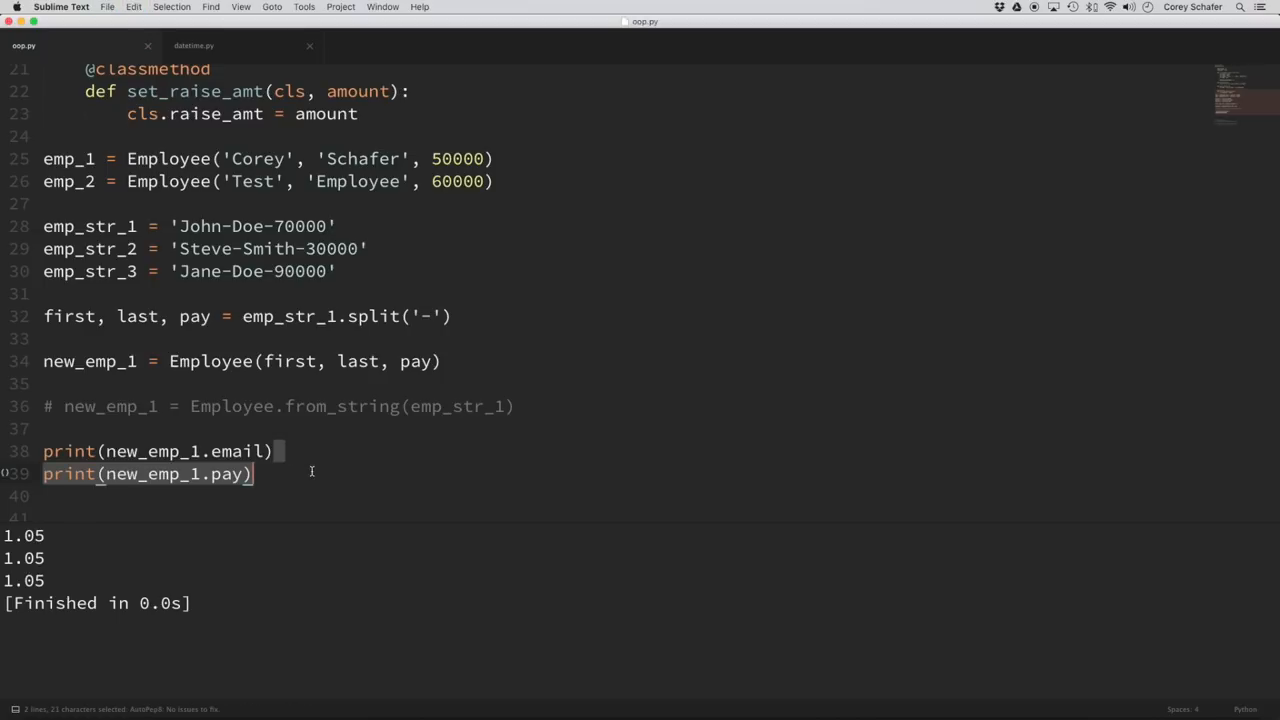 Sublime Text File Edit Selection Find View Goto Tools Project Window Help Corey Schafer
oop.py
oop.py datetime.py
21 @classmethod
22 def set_raise_amt(cls, amount):
23 cls.raise_amt = amount
24
25 emp_1 = Employee('Corey', 'Schafer', 50000)
26 emp_2 = Employee('Test', 'Employee', 60000)
27
28 emp_str_1 = 'John-Doe-70000'
29 emp_str_2 = 'Steve-Smith-30000'
30 emp_str_3 = 'Jane-Doe-90000'
31
32 first, last, pay = emp_str_1.split('-')
33
34 new_emp_1 = Employee(first, last, pay)
35
36 # new_emp_1 = Employee.from_string(emp_str_1)
37
38 print(new_emp_1.email)
39 print(new_emp_1.pay)
40
41
1.05
1.05
1.05
[Finished in 0.0s]
2 lines, 21 characters selected: AutoPep8: No issues to fix. Spaces: 4 Python